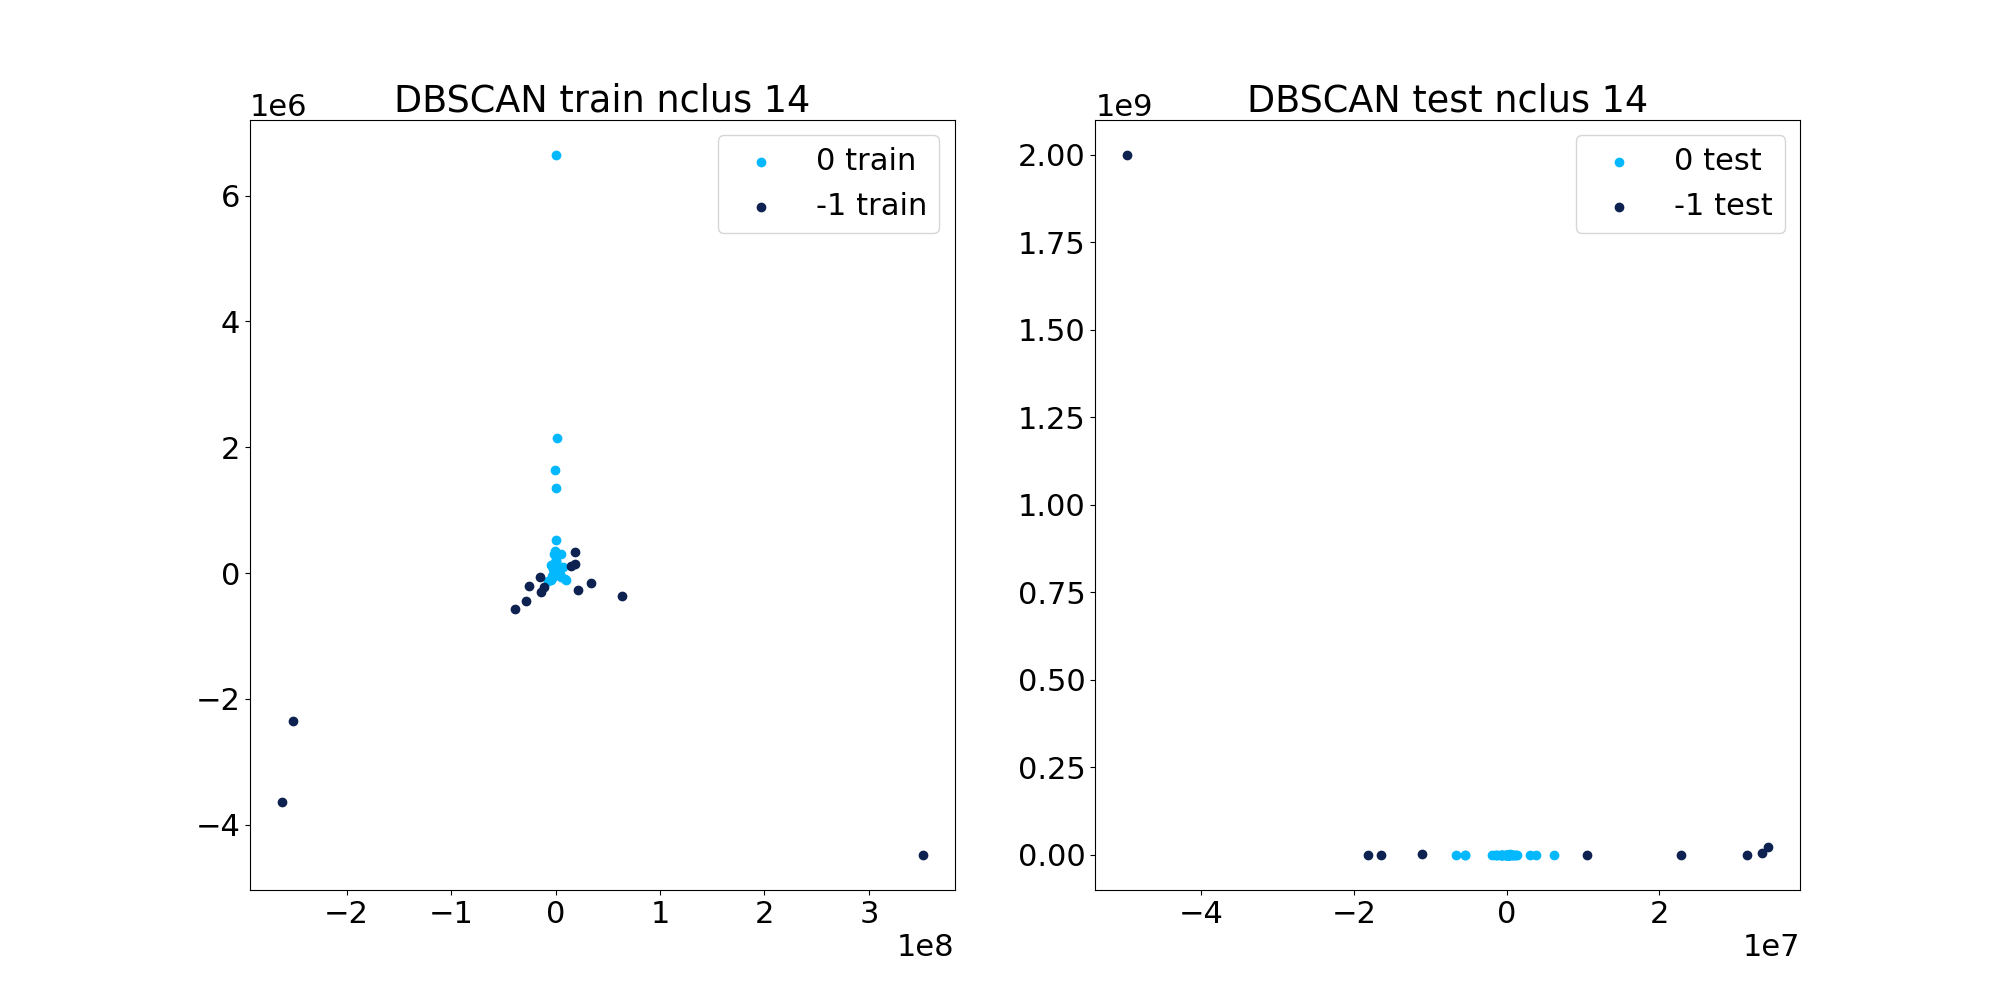 DBSCAN train nclus 14
1e6
0 train
-1 train
6
4
2
0
−2
−4
−2
−1
0
1
2
3
1e8
DBSCAN test nclus 14
1e9
0 test
-1 test
2.00
1.75
1.50
1.25
1.00
0.75
0.50
0.25
0.00
−4
−2
0
2
1e7